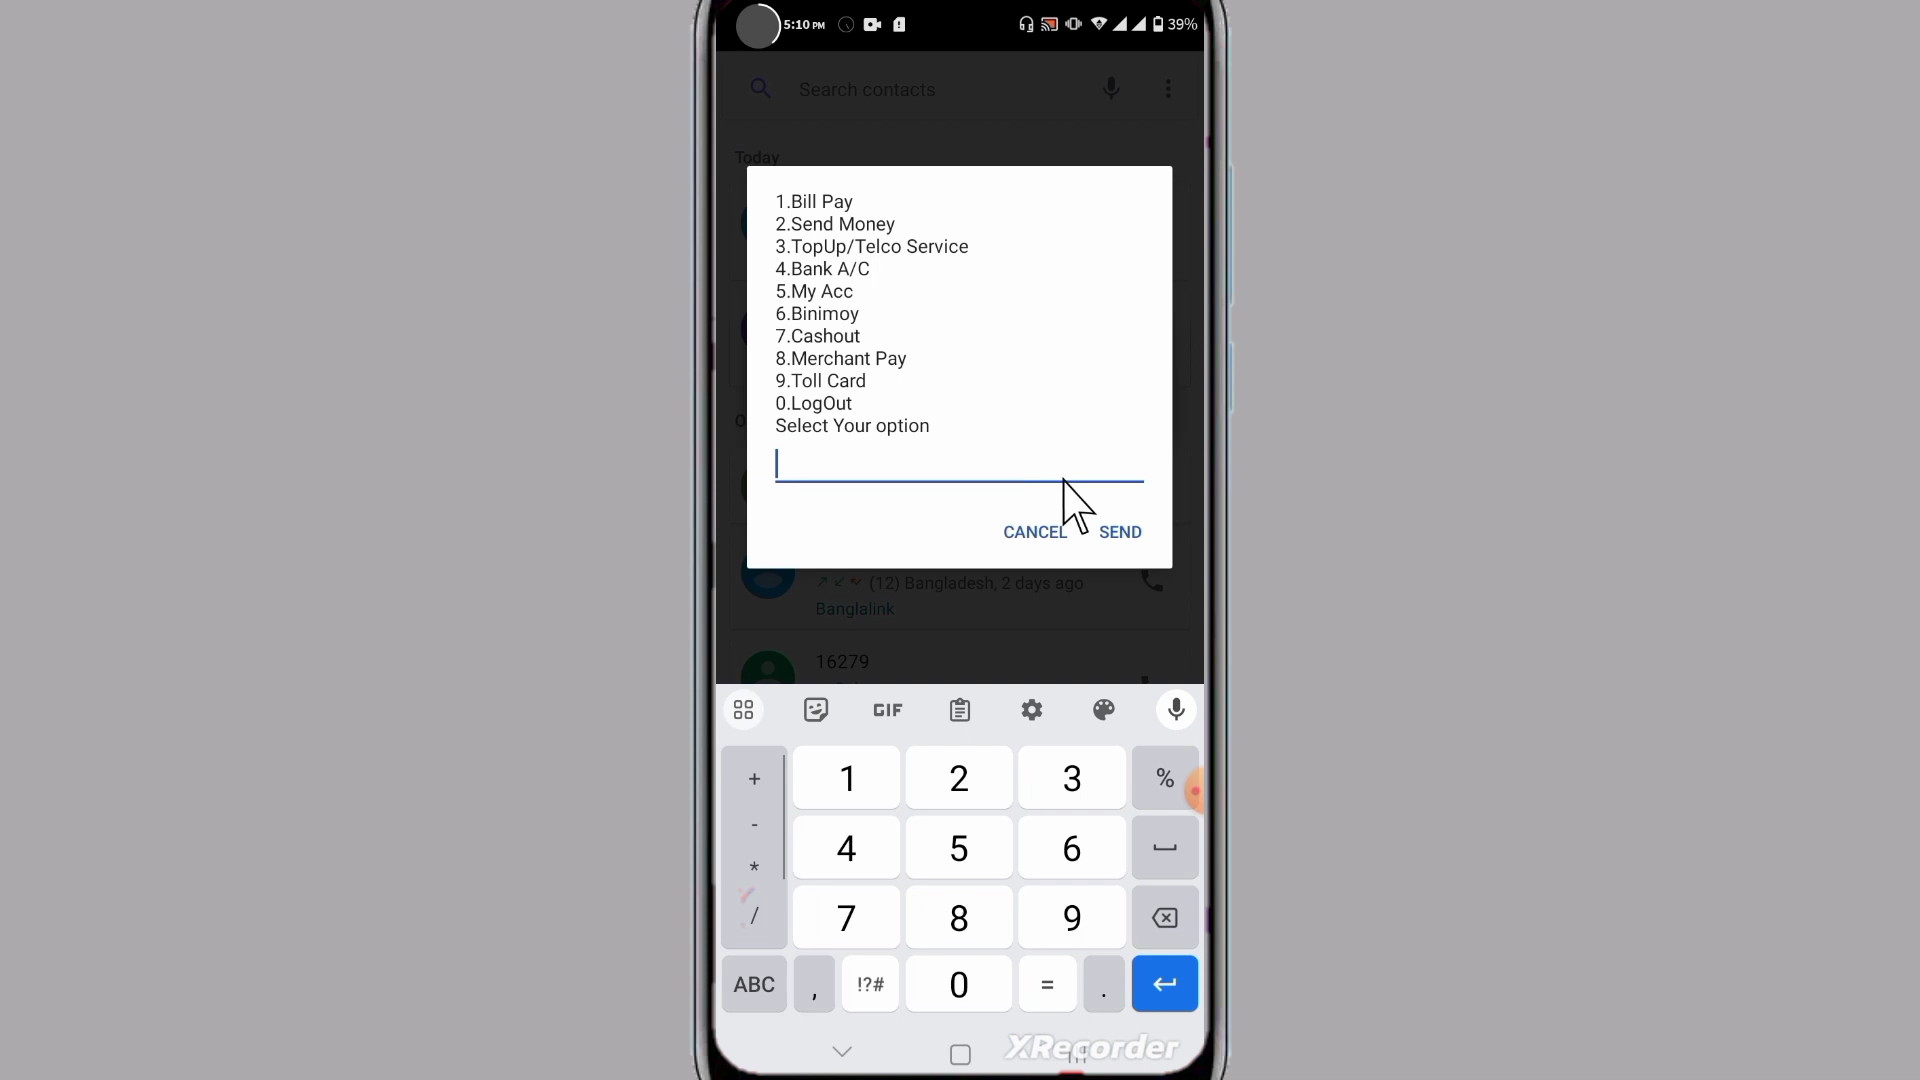 5:10 PM
39%
Search contacts
Today
1.Bill Pay
2.Send Money
3.TopUp/Telco Service
4.Bank A/C
5.My Acc
6.Binimoy
7.Cashout
8.Merchant Pay
9.Toll Card
0.LogOut
Select Your option
CANCEL SEND
(12) Bangladesh, 2 days ago
Banglalink
16279
GIF
+ 1 2 3 %
- 4 5 6
*
/ 7 8 9
ABC , !?# 0 = .
XRecorder